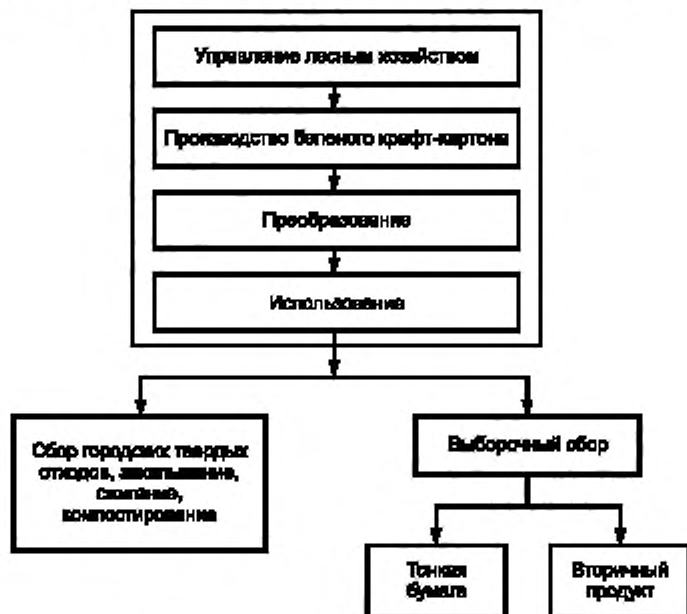 Управление лесным хозяйством
Производство беленого крафт-картона
Преобразование
Использование
Сбор городских твердых
отходов, закапывание,
сжигание,
компостирование
Выборочный сбор
Тонкая
бумага
Вторичный
продукт